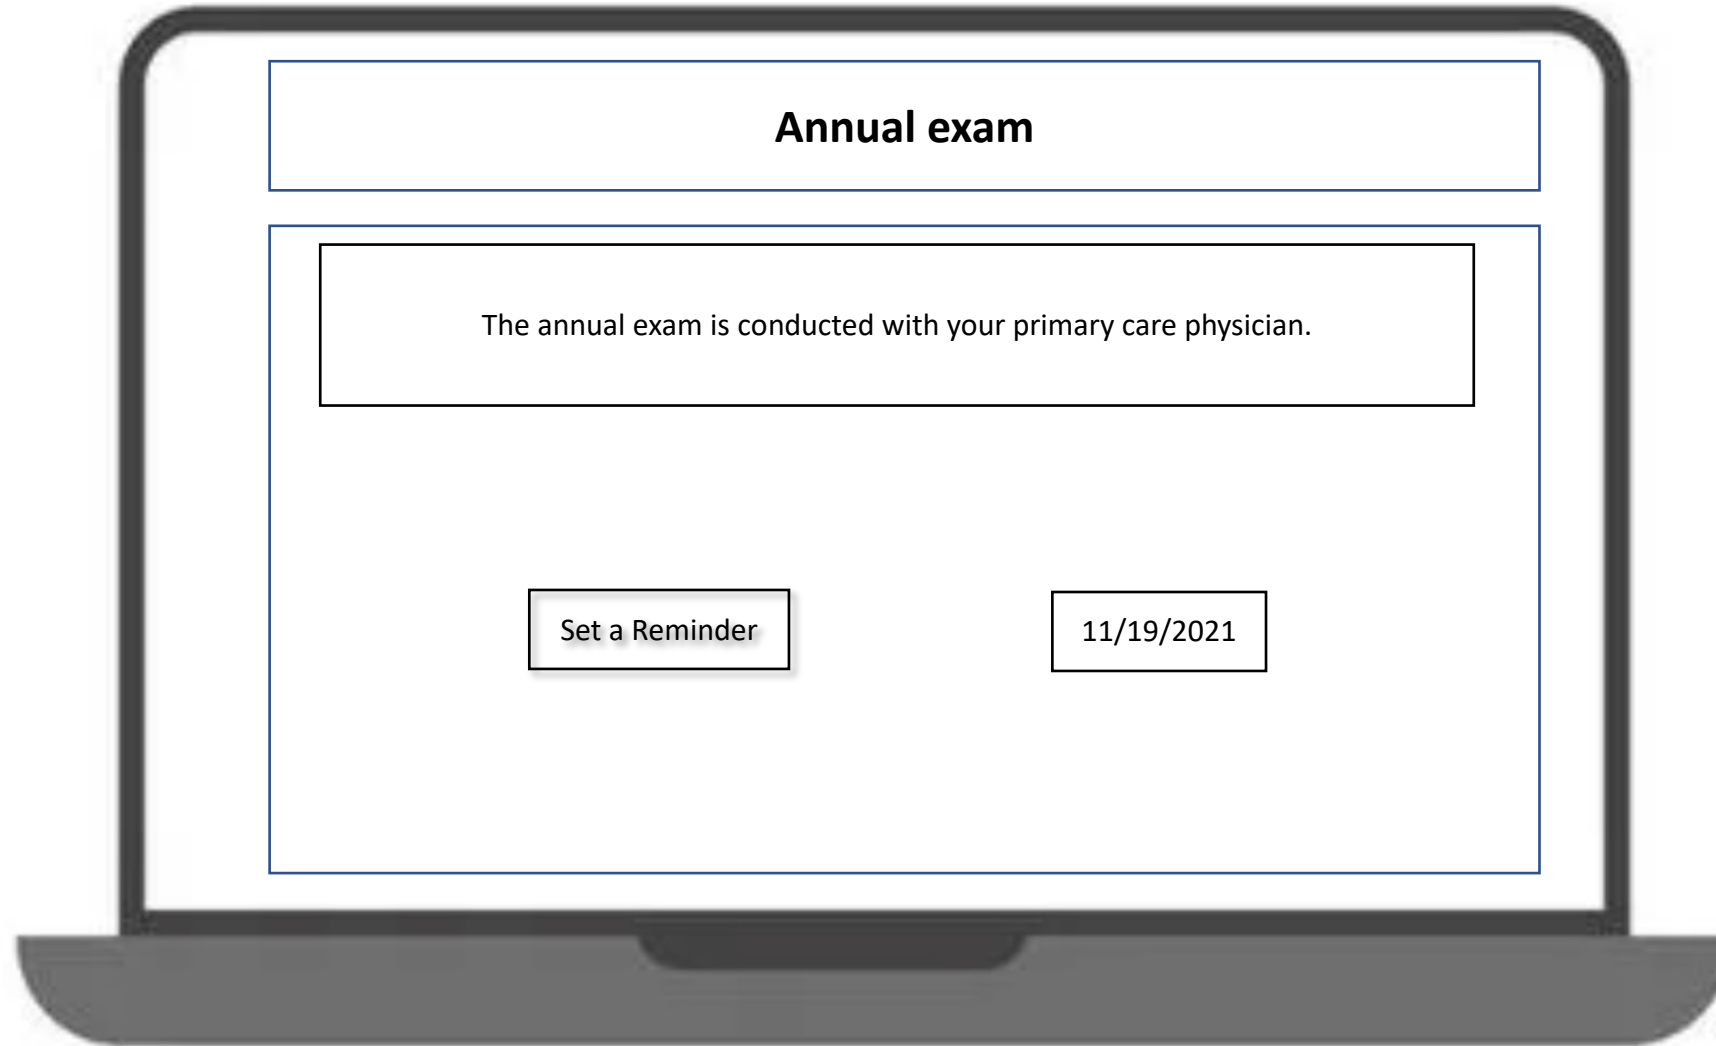 Annual exam
The annual exam is conducted with your primary care physician.
Set a Reminder
11/19/2021